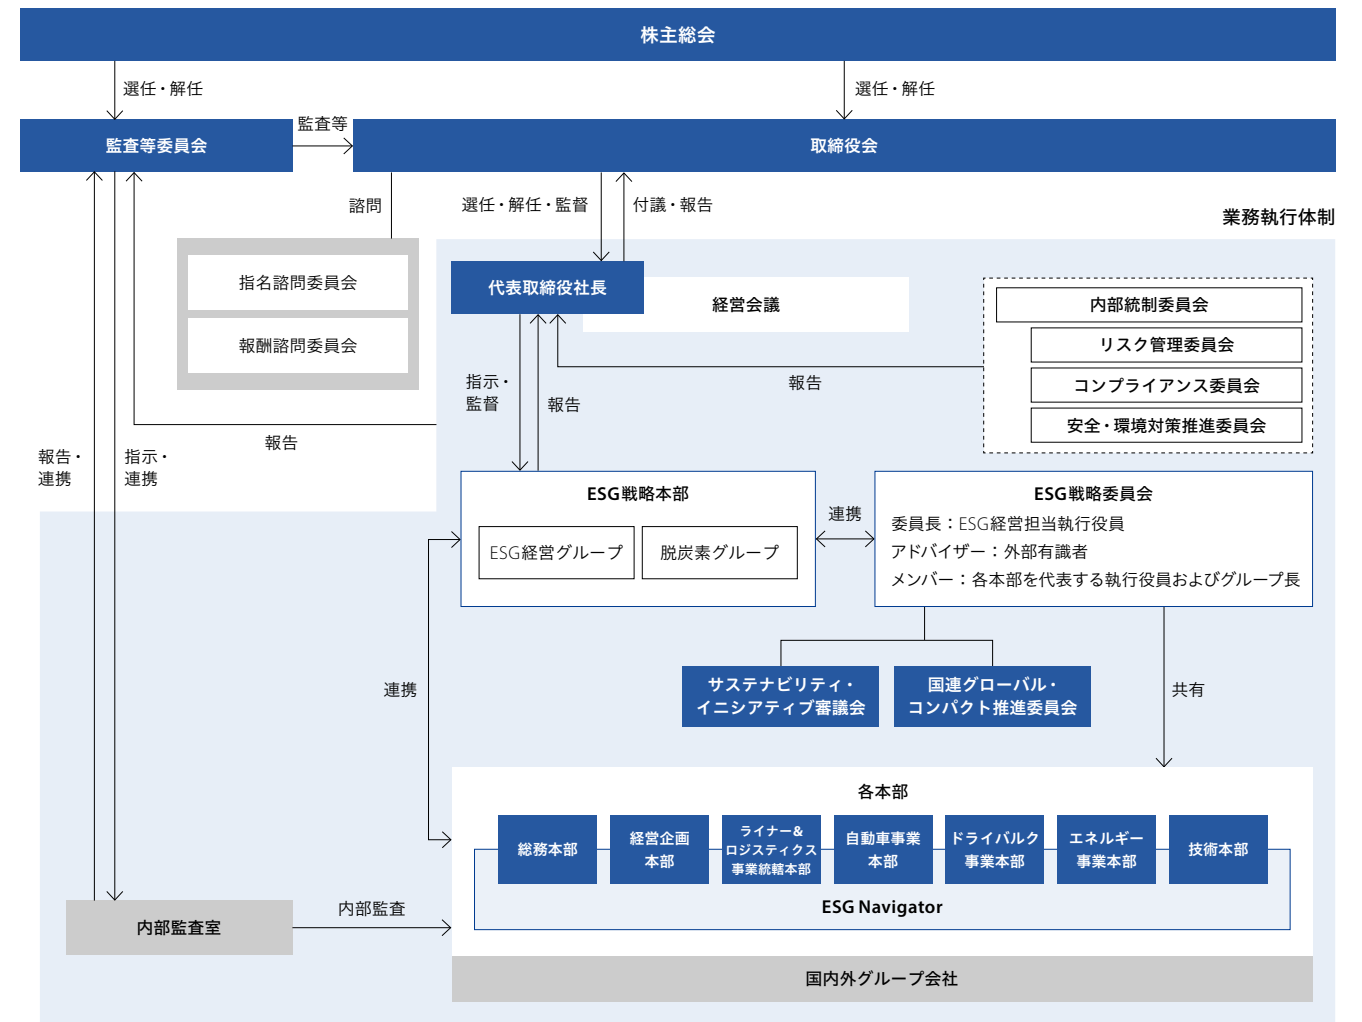 株主総会
選任・解任
選任・解任
監査等委員会
監査等
取締役会
諮問
選任・解任・監督
付議・報告
業務執行体制
指名諮問委員会
報酬諮問委員会
代表取締役社長
経営会議
内部統制委員会
リスク管理委員会
コンプライアンス委員会
安全・環境対策推進委員会
報告
指示・
監督
報告
報告
報告・
連携
指示・
連携
ESG戦略本部
ESG経営グループ
脱炭素グループ
連携
ESG戦略委員会
委員長：ESG経営担当執行役員
アドバイザー：外部有識者
メンバー：各本部を代表する執行役員およびグループ長
サステナビリティ・
イニシアティブ審議会
国連グローバル・
コンパクト推進委員会
連携
共有
各本部
総務本部
経営企画
本部
ライナー&
ロジスティクス
事業統轄本部
自動車事業
本部
ドライバルク
事業本部
エネルギー
事業本部
技術本部
ESG Navigator
内部監査室
内部監査
国内外グループ会社